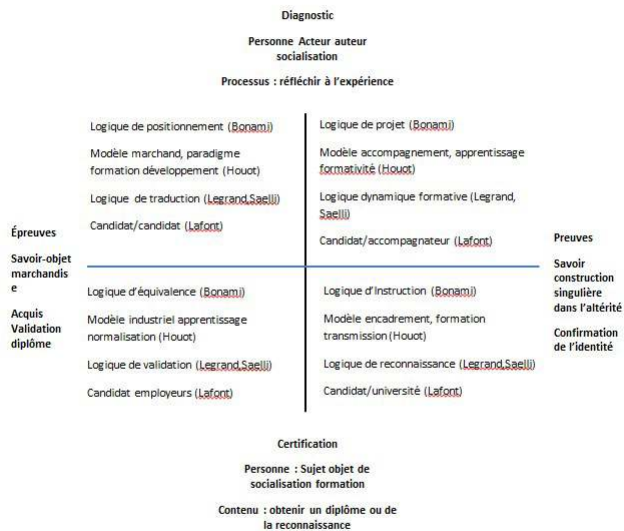 Diagnostic
Personne Acteur auteur
socialisation
Processus : réfléchir à l'expérience
Logique de positionnement (Bonami)
Modèle marchand, paradigme
formation développement (Houot)
Logique de traduction (Legrand,Saelli)
Candidat/candidat (Lafont)
Logique de projet (Bonami)
Modèle accompagnement, apprentissage
formativité (Houot)
Logique dynamique formative (Legrand,
Saelli)
Candidat/accompagnateur (Lafont)
Épreuves
Savoir-objet
marchandis
e
Acquis
Validation
diplôme
Preuves
Savoir
construction
singulière
dans l'altérité
Confirmation
de l'identité
Logique d'équivalence (Bonami)
Modèle industriel apprentissage
normalisation (Houot)
Logique de validation (Legrand,Saelli)
Candidat employeurs (Lafont)
Logique d'Instruction (Bonami)
Modèle encadrement, formation
transmission (Houot)
Logique de reconnaissance (Legrand,Saelli)
Candidat/université (Lafont)
Certification
Personne : Sujet objet de
socialisation formation
Contenu : obtenir un diplôme ou de
la reconnaissance